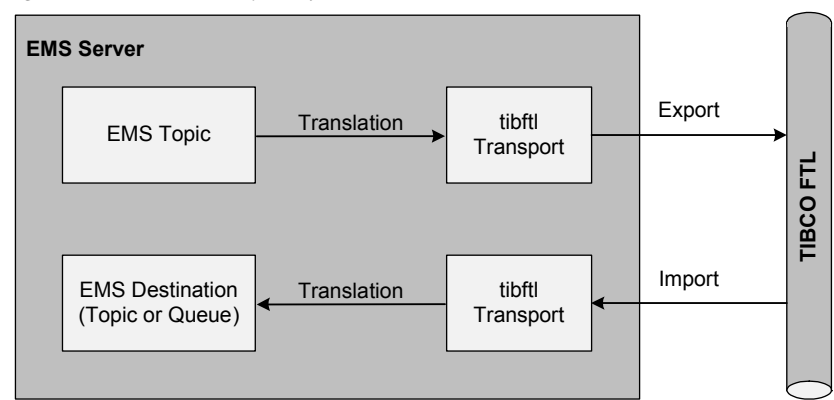 EMS Server
EMS Topic
Translation
tibftl
Transport
Export
TIBCO FTL
EMS Destination
(Topic or Queue)
Translation
tibftl
Transport
Import